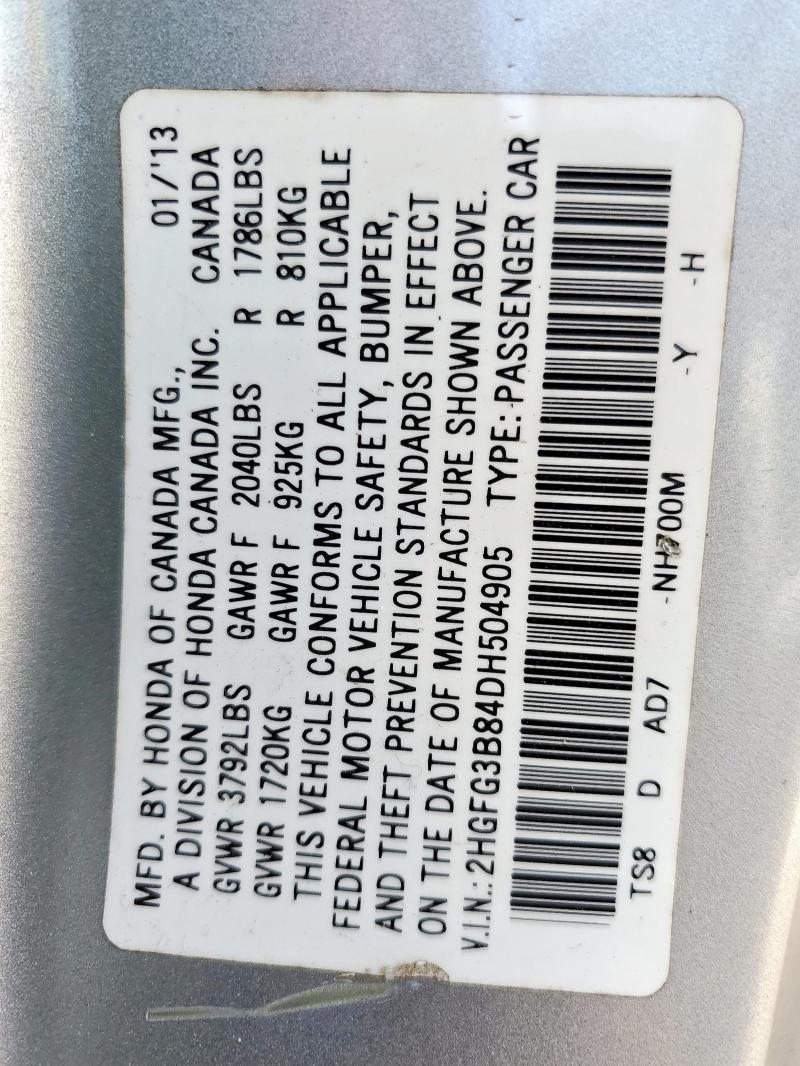 MFD. BY HONDA OF CANADA MFG., 01/'13
A DIVISION OF HONDA CANADA INC. CANADA
GVWR 3792LBS GAWR F 2040LBS R 1786LBS
GVWR 1720KG GAWR F 925KG R 810KG
THIS VEHICLE CONFORMS TO ALL APPLICABLE
FEDERAL MOTOR VEHICLE SAFETY, BUMPER,
AND THEFT PREVENTION STANDARDS IN EFFECT
ON THE DATE OF MANUFACTURE SHOWN ABOVE.
V.I.N.: 2HGFG3B84DH504905 TYPE: PASSENGER CAR
TS8 D AD7 -NH700M -Y -H